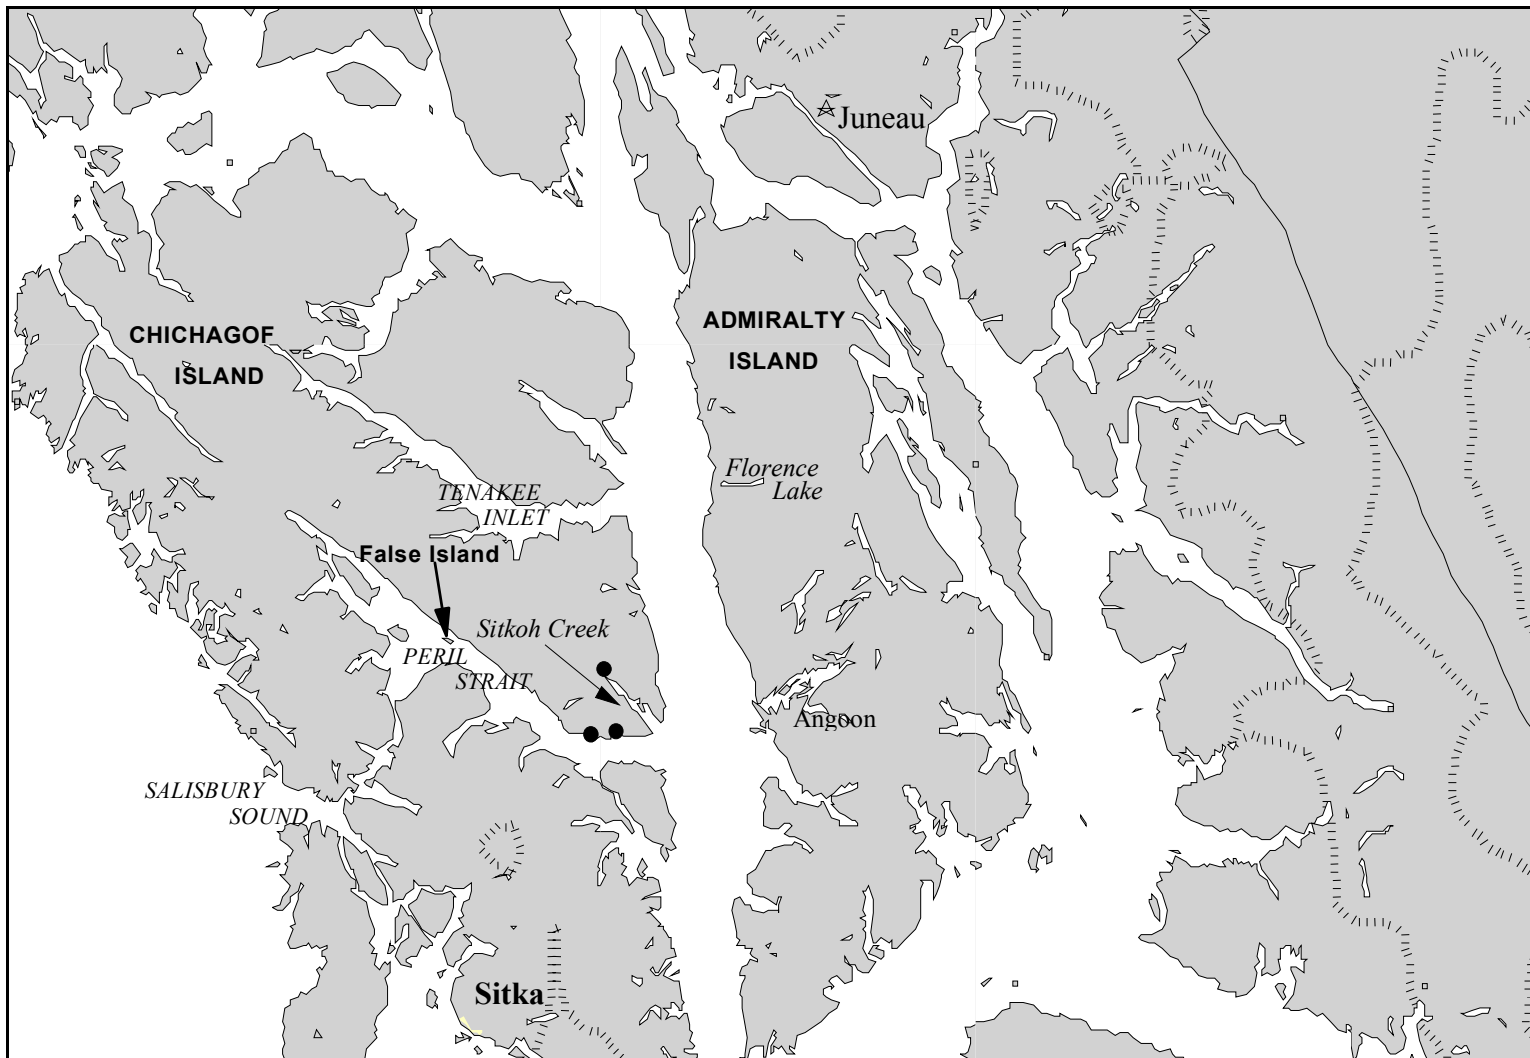 Juneau
ADMIRALTY
ISLAND
CHICHAGOF
ISLAND
Florence
Lake
TENAKEE
INLET
False Island
Sitkoh Creek
PERIL
STRAIT
Angoon
SALISBURY
SOUND
Sitka